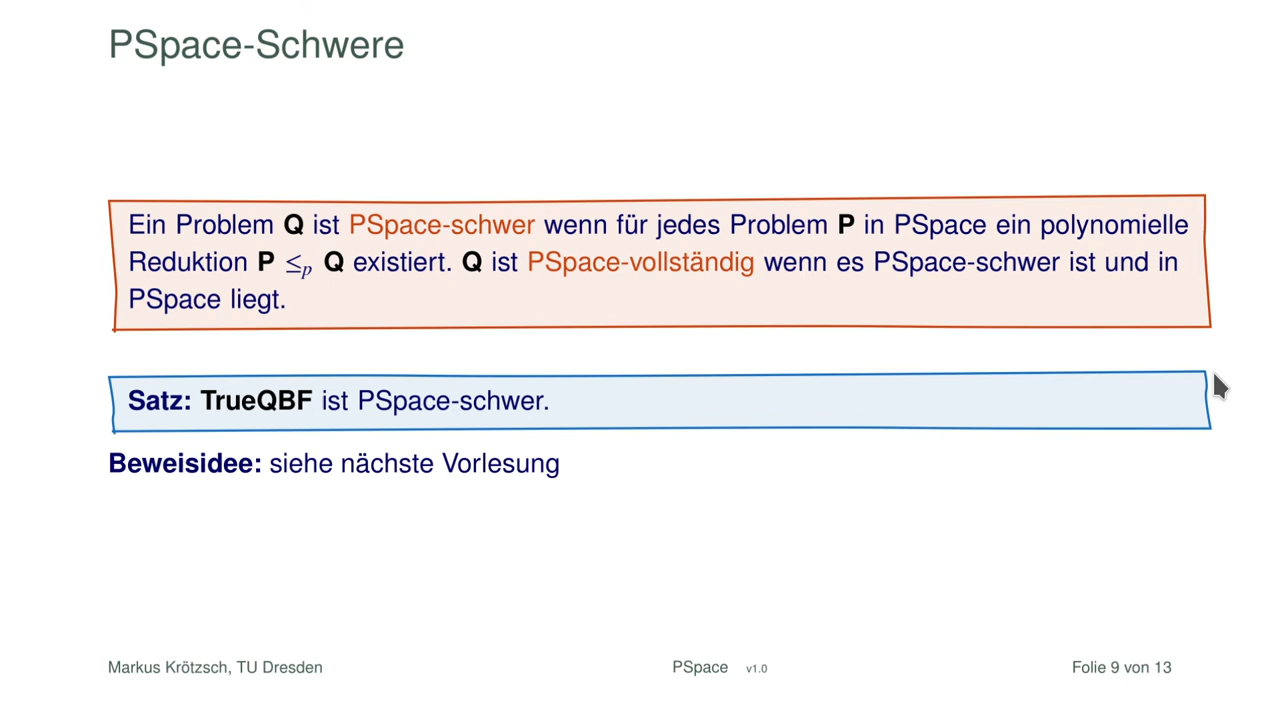 PSpace-Schwere
Ein Problem Q ist PSpace-schwer wenn für jedes Problem P in PSpace ein polynomielle
Reduktion P ≤p Q existiert. Q ist PSpace-vollständig wenn es PSpace-schwer ist und in
PSpace liegt.
Satz: TrueQBF ist PSpace-schwer.
Beweisidee: siehe nächste Vorlesung
Markus Krötzsch, TU Dresden PSpace v1.0 Folie 9 von 13